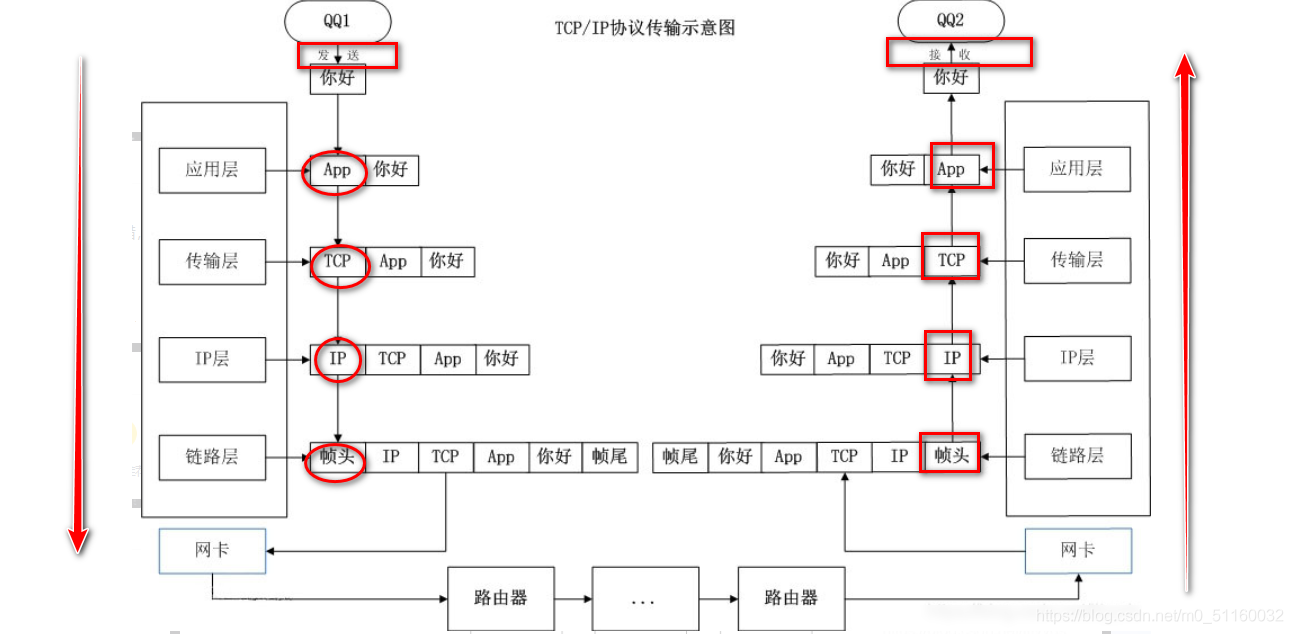 QQ1
TCP/IP协议传输示意图
QQ2
发 送
接 收
你好
你好
应用层
App 你好
你好 App
应用层
传输层
TCP App 你好
你好 App TCP
传输层
IP层
IP TCP App 你好
你好 App TCP IP
IP层
链路层
帧头 IP TCP App 你好 帧尾
帧尾 你好 App TCP IP 帧头
链路层
网卡
网卡
路由器
...
路由器
https://blog.csdn.net/m0_51160032